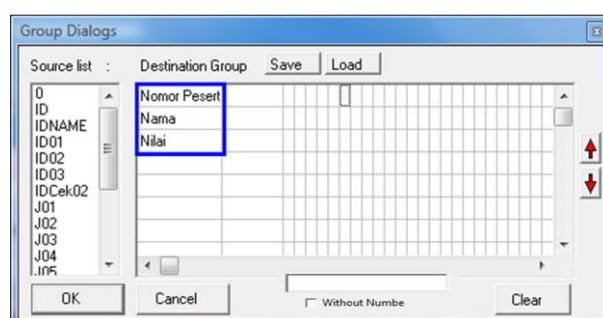 Group Dialogs
Source list :
Destination Group
Save
Load
0
ID
IDNAME
ID01
ID02
ID03
IDCek02
J01
J02
J03
J04
J05
Nomor Pesert
Nama
Nilai
OK
Cancel
Without Numbe
Clear